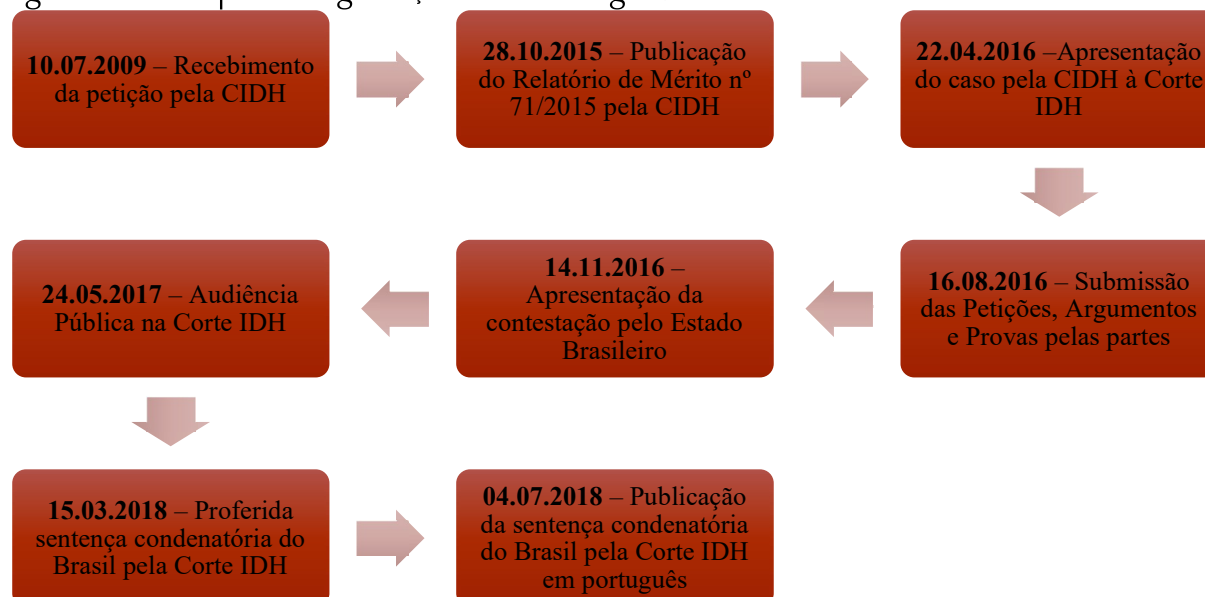 10.07.2009 – Recebimento
da petição pela CIDH
28.10.2015 – Publicação
do Relatório de Mérito nº
71/2015 pela CIDH
22.04.2016 –Apresentação
do caso pela CIDH à Corte
IDH
16.08.2016 – Submissão
das Petições, Argumentos
e Provas pelas partes
14.11.2016 –
Apresentação da
contestação pelo Estado
Brasileiro
24.05.2017 – Audiência
Pública na Corte IDH
15.03.2018 – Proferida
sentença condenatória do
Brasil pela Corte IDH
04.07.2018 – Publicação
da sentença condenatória
do Brasil pela Corte IDH
em português